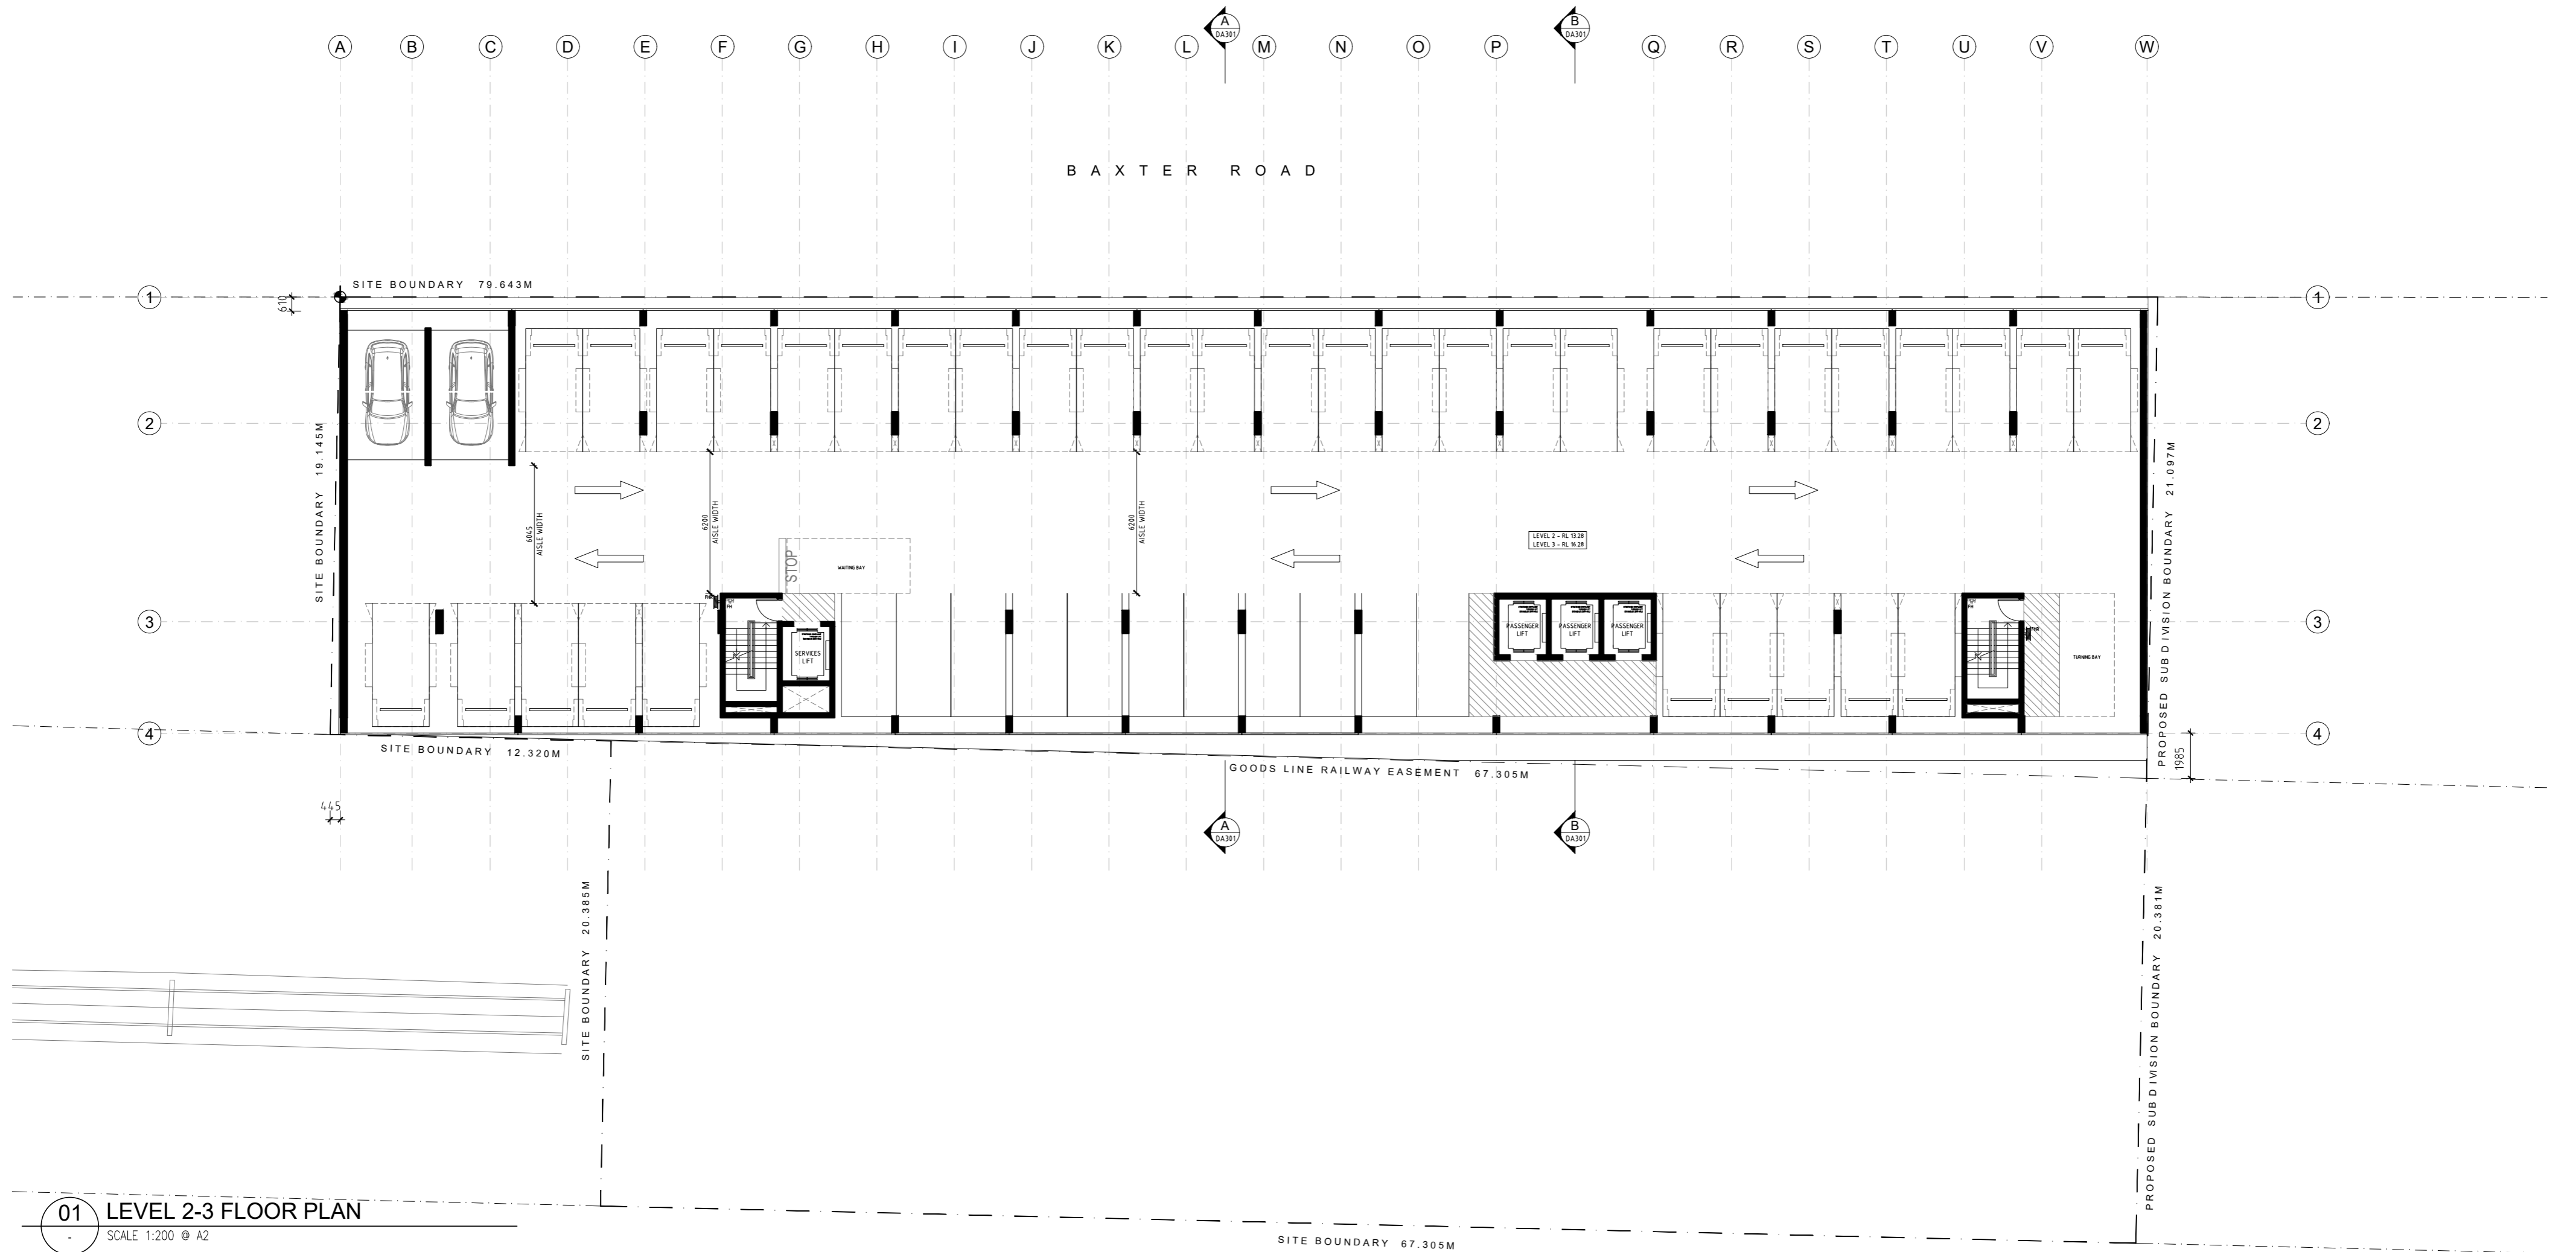 A B C D E F G H I J K L M N O P Q R S T U V W
A
DA301
B
DA301
BAXTER ROAD
SITE BOUNDARY 79.643M
1
1
610
2
2
SITE BOUNDARY 19.145M
PROPOSED SUB DIVISION BOUNDARY 21.097M
6045
AISLE WIDTH
6200
AISLE WIDTH
6200
AISLE WIDTH
STOP
WAITING BAY
LEVEL 2 - RL 13.28
LEVEL 3 - RL 16.28
FHR
FH
SERVICES
LIFT
PASSENGER
LIFT
PASSENGER
LIFT
PASSENGER
LIFT
FH
FHR
TURNING BAY
3
3
4
4
SITE BOUNDARY 12.320M
GOODS LINE RAILWAY EASEMENT 67.305M
1985
445
A
DA301
B
DA301
SITE BOUNDARY 20.385M
PROPOSED SUB DIVISION BOUNDARY 20.381M
01
-
LEVEL 2-3 FLOOR PLAN
SCALE 1:200 @ A2
SITE BOUNDARY 67.305M